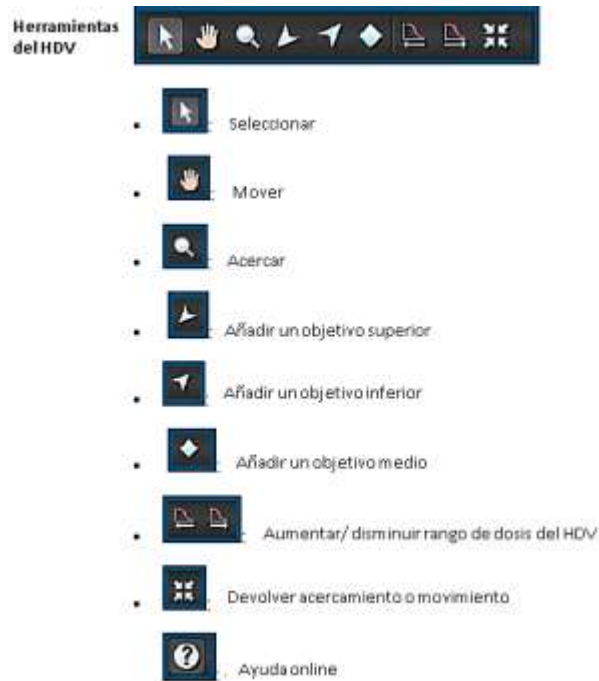 Herramientas
del HDV
• : Seleccionar
• : Mover
• : Acercar
• : Añadir un objetivo superior
• : Añadir un objetivo inferior
• : Añadir un objetivo medio
• : Aumentar/ disminuir rango de dosis del HDV
• : Devolver acercamiento o movimiento
? : . Ayuda online